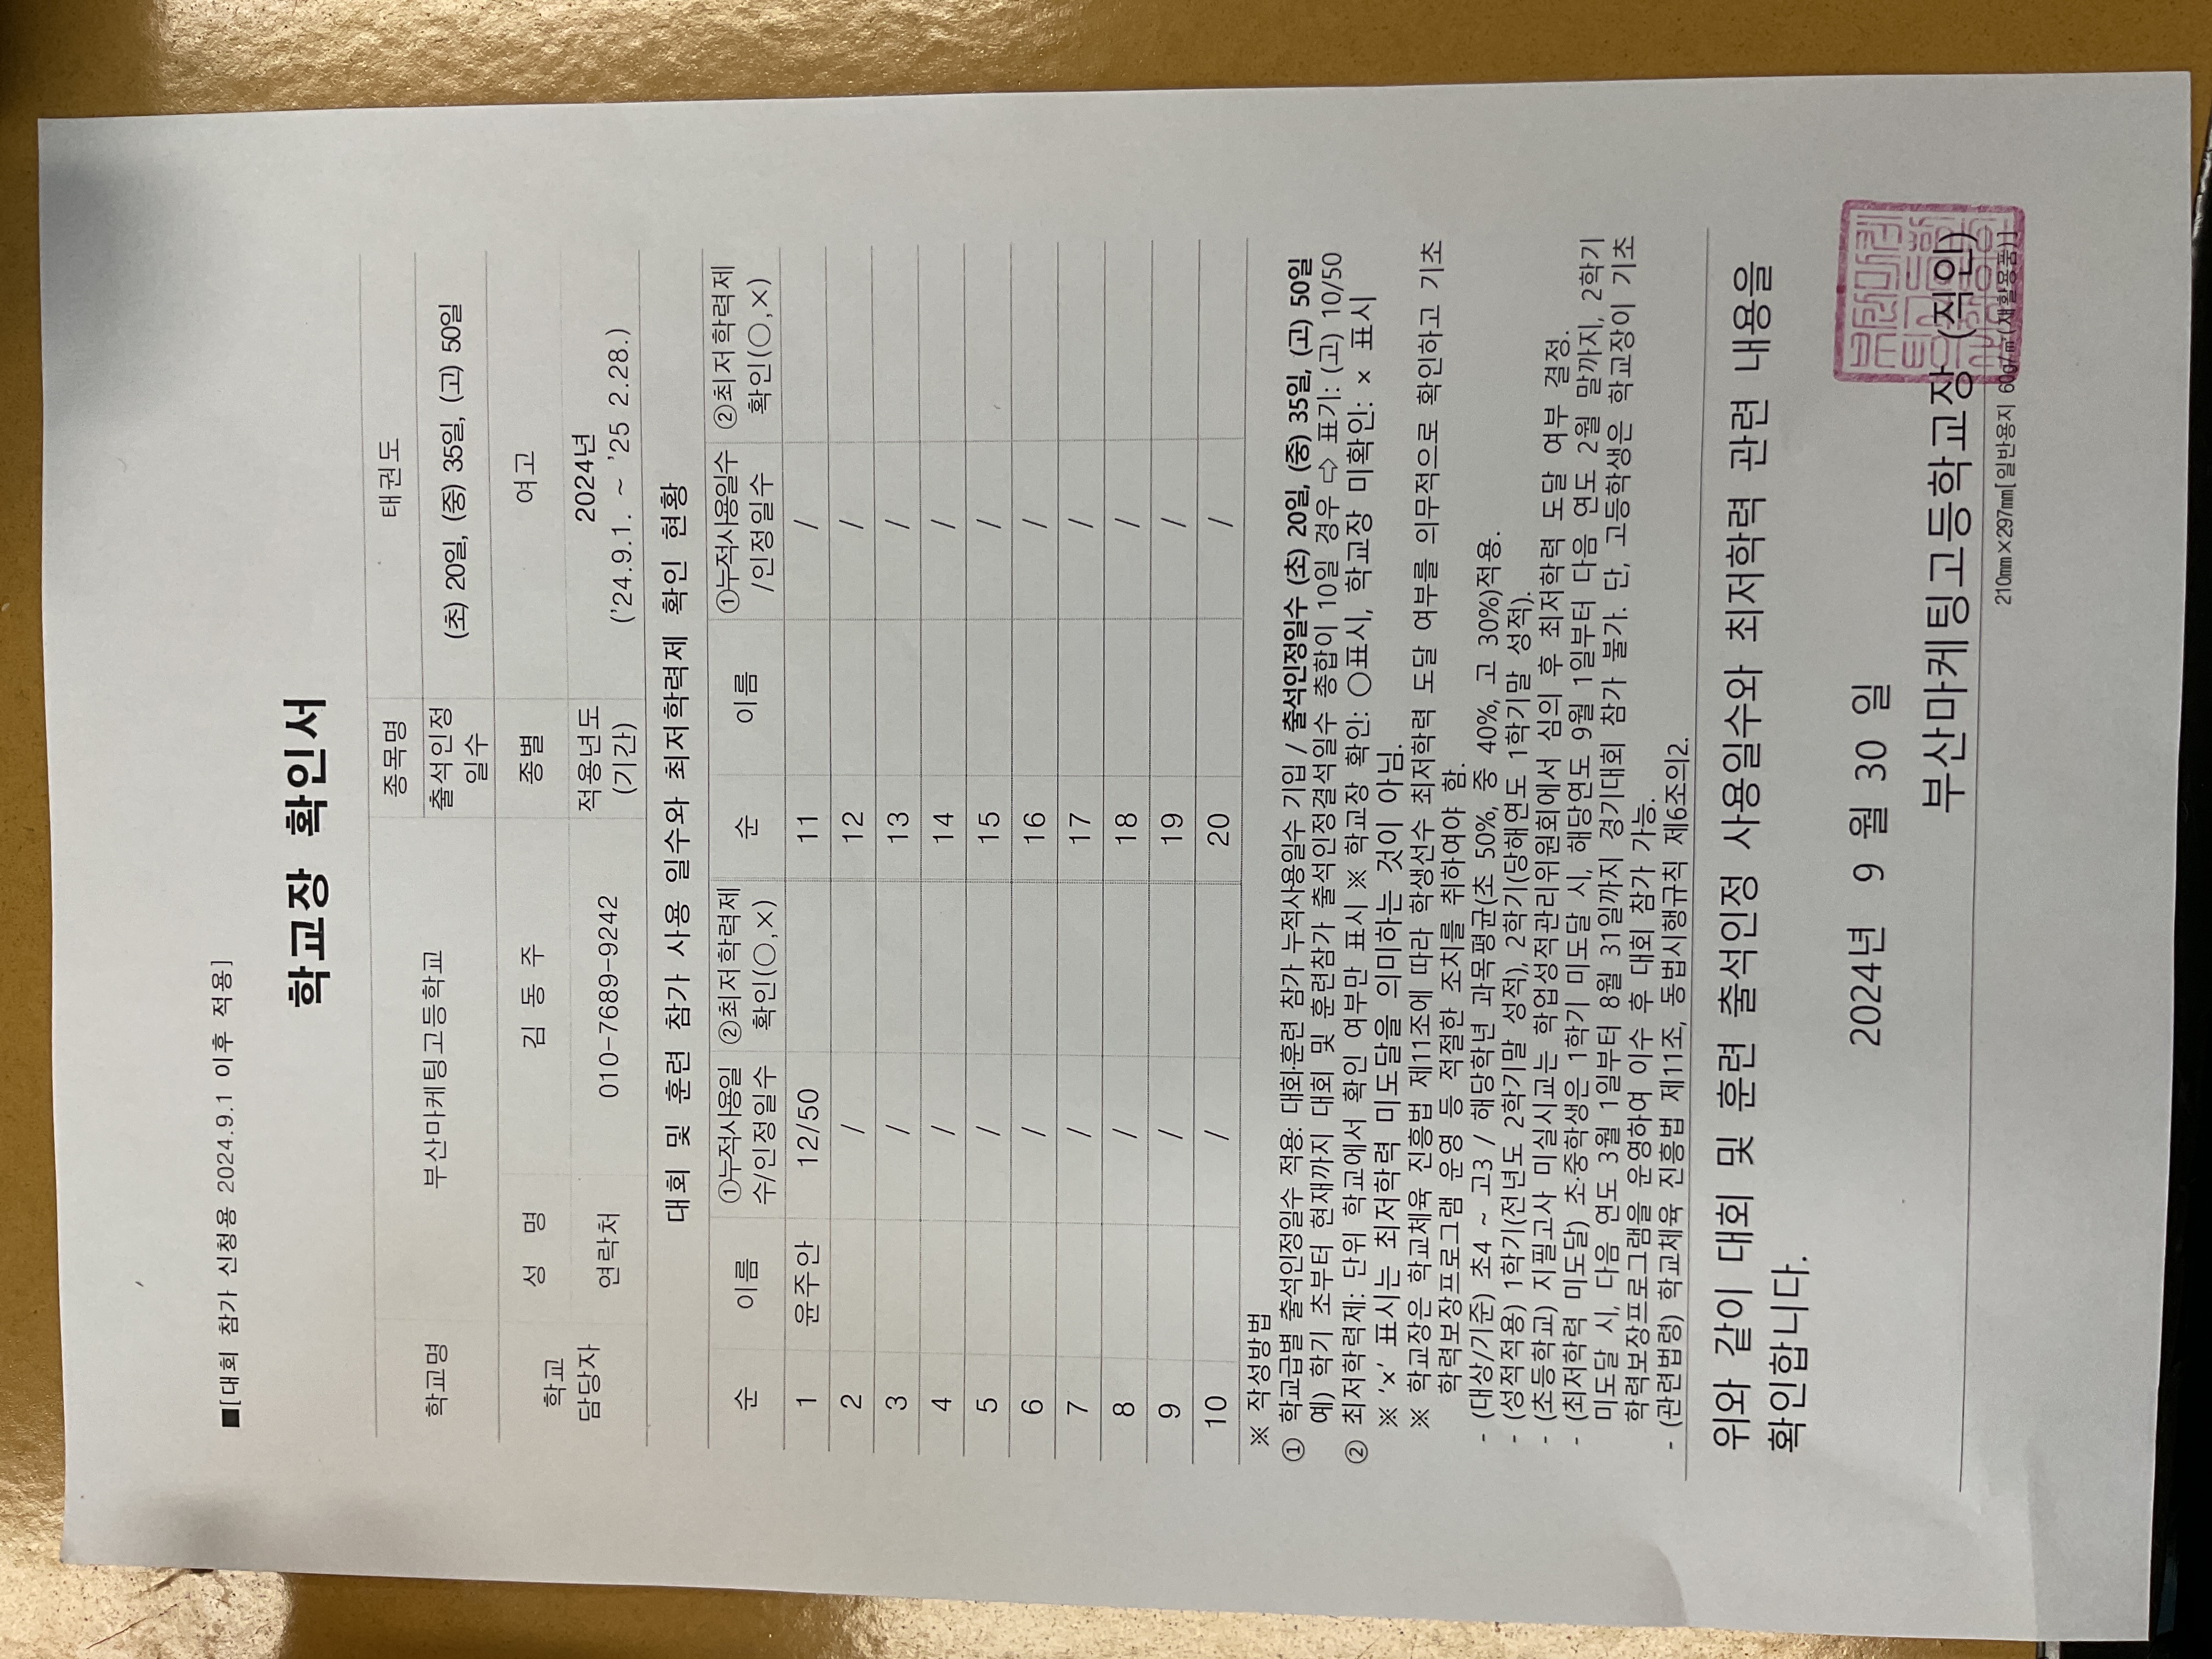 ■[대회 참가 신청용 2024.9.1 이후 적용]
학교장 확인서
학교명 부산마케팅고등학교 종목명 태권도
출석인정 일수 (초) 20일, (중) 35일, (고) 50일
학교 담당자 성 명 김 동 주 종별 여고
연락처 010-7689-9242 적용년도 (기간) 2024년 ('24.9.1. ~ '25 2.28.)
대회 및 훈련 참가 사용 일수와 최저학력제 확인 현황
순 이름 ①누적사용일수/인정일수 ②최저학력제 확인(○,×) 순 이름 ①누적사용일수/인정일수 ②최저학력제 확인(○,×)
1 윤주안 12/50 11 /
2 / 12 /
3 / 13 /
4 / 14 /
5 / 15 /
6 / 16 /
7 / 17 /
8 / 18 /
9 / 19 /
10 / 20 /
※ 작성방법
① 학교급별 출석인정일수 적용: 대회·훈련 참가 누적사용일수 기입 / 출석인정일수 (초) 20일, (중) 35일, (고) 50일
예) 학기 초부터 현재까지 대회 및 훈련참가 출석인정결석일수 총합이 10일 경우 ⇨ 표기: (고) 10/50
② 최저학력제: 단위 학교에서 확인 여부만 표시 ※ 학교장 확인: ○표시, 학교장 미확인: × 표시
※ '×' 표시는 최저학력 미도달을 의미하는 것이 아님.
※ 학교장은 학교체육 진흥법 제11조에 따라 학생선수 최저학력 도달 여부를 의무적으로 확인하고 기초
학력보장프로그램 운영 등 적절한 조치를 취하여야 함.
- (대상/기준) 초4 ~ 고3 / 해당학년 과목평균(초 50%, 중 40%, 고 30%)적용.
- (성적적용) 1학기(전년도 2학기말 성적), 2학기(당해연도 1학기말 성적).
- (초등학교) 지필고사 미실시교는 학업성적관리위원회에서 심의 후 최저학력 도달 여부 결정.
- (최저학력 미도달) 초·중학생은 1학기 미도달 시, 해당연도 9월 1일부터 다음 연도 2월 말까지, 2학기
미도달 시, 다음 연도 3월 1일부터 8월 31일까지 경기대회 참가 불가. 단, 고등학생은 학교장이 기초
학력보장프로그램을 운영하여 이수 후 대회 참가 가능.
- (관련법령) 학교체육 진흥법 제11조, 동법시행규칙 제6조의2.
위와 같이 대회 및 훈련 출석인정 사용일수와 최저학력 관련 내용을
확인합니다.
2024년 9 월 30 일
부산마케팅고등학교장 (직인)
210㎜×297㎜[일반용지 60g/㎡(재활용품)]